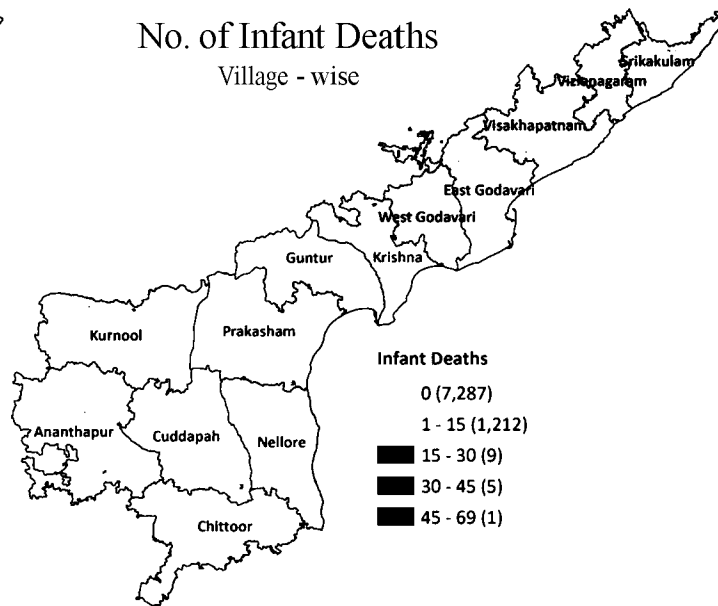 No. of Infant Deaths
Village - wise
Srikakulam
Vizianagaram
Visakhapatnam
East Godavari
West Godavari
Krishna
Guntur
Prakasham
Kurnool
Ananthapur
Cuddapah
Nellore
Chittoor
Infant Deaths
0 (7,287)
1 - 15 (1,212)
15 - 30 (9)
30 - 45 (5)
45 - 69 (1)